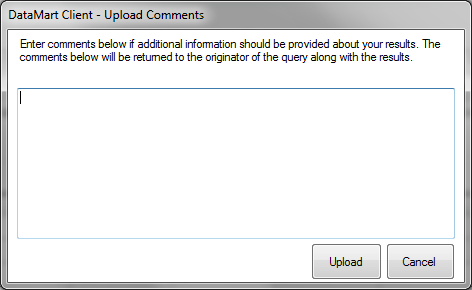 DataMart Client - Upload Comments
Enter comments below if additional information should be provided about your results. The
comments below will be returned to the originator of the query along with the results.
Upload Cancel